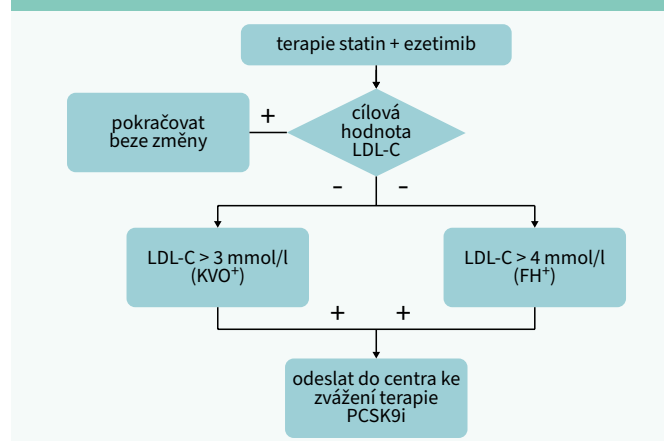 terapie statin + ezetimib
cílová
hodnota
LDL-C
+
pokračovat
beze změny
- -
LDL-C > 3 mmol/l
(KVO⁺)
LDL-C > 4 mmol/l
(FH⁺)
+ +
odeslat do centra ke
zvážení terapie
PCSK9i